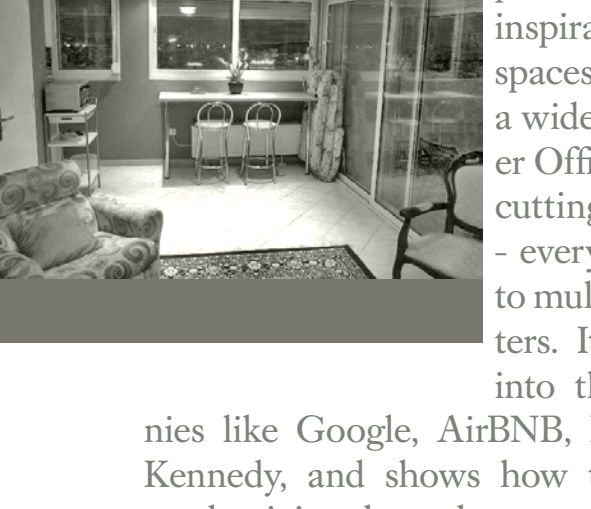 inspira
spaces
a wide
er Offi
cutting
- every
to mul
ters. It
into th
nies like Google, AirBNB,
Kennedy, and shows how